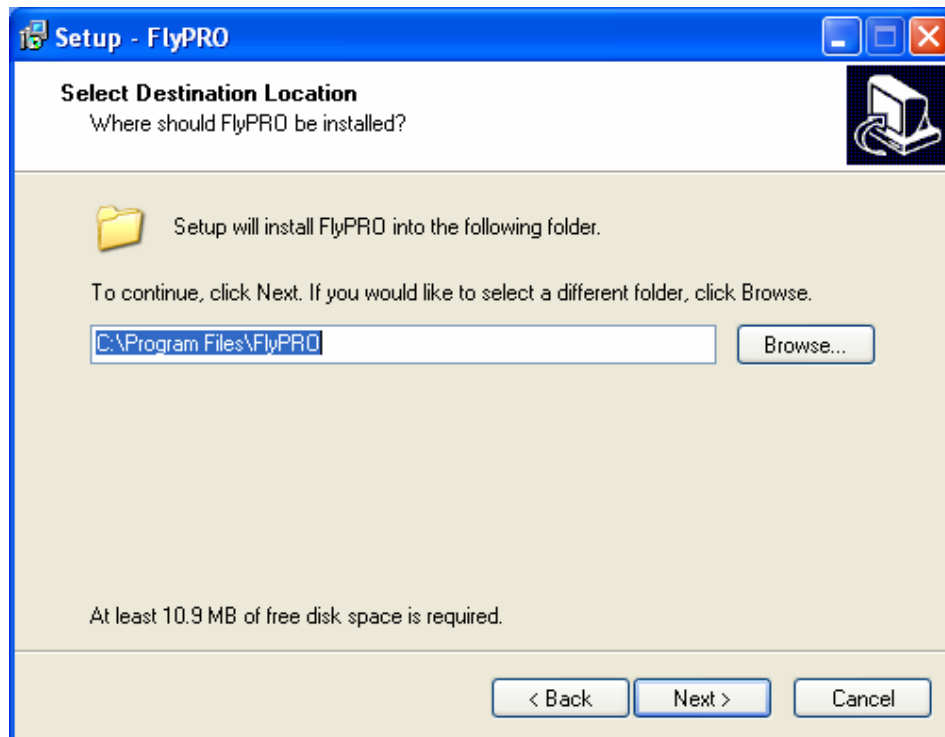 Setup - FlyPRO
Select Destination Location
Where should FlyPRO be installed?
Setup will install FlyPRO into the following folder.
To continue, click Next. If you would like to select a different folder, click Browse.
C:\Program Files\FlyPRO
Browse...
At least 10.9 MB of free disk space is required.
< Back
Next >
Cancel